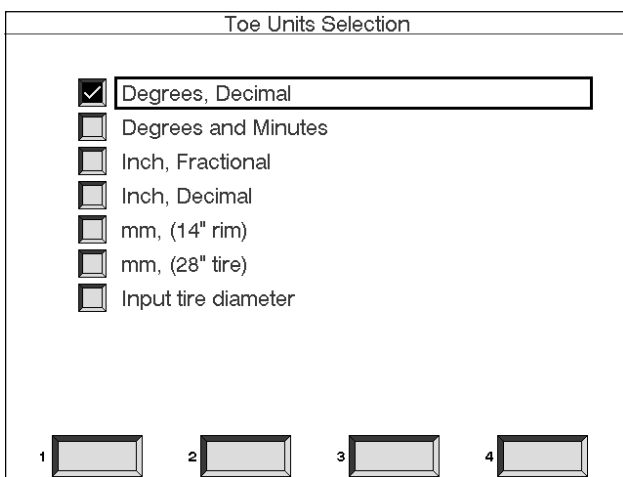 Toe Units Selection
Degrees, Decimal
Degrees and Minutes
Inch, Fractional
Inch, Decimal
mm, (14" rim)
mm, (28" tire)
Input tire diameter
1 2 3 4